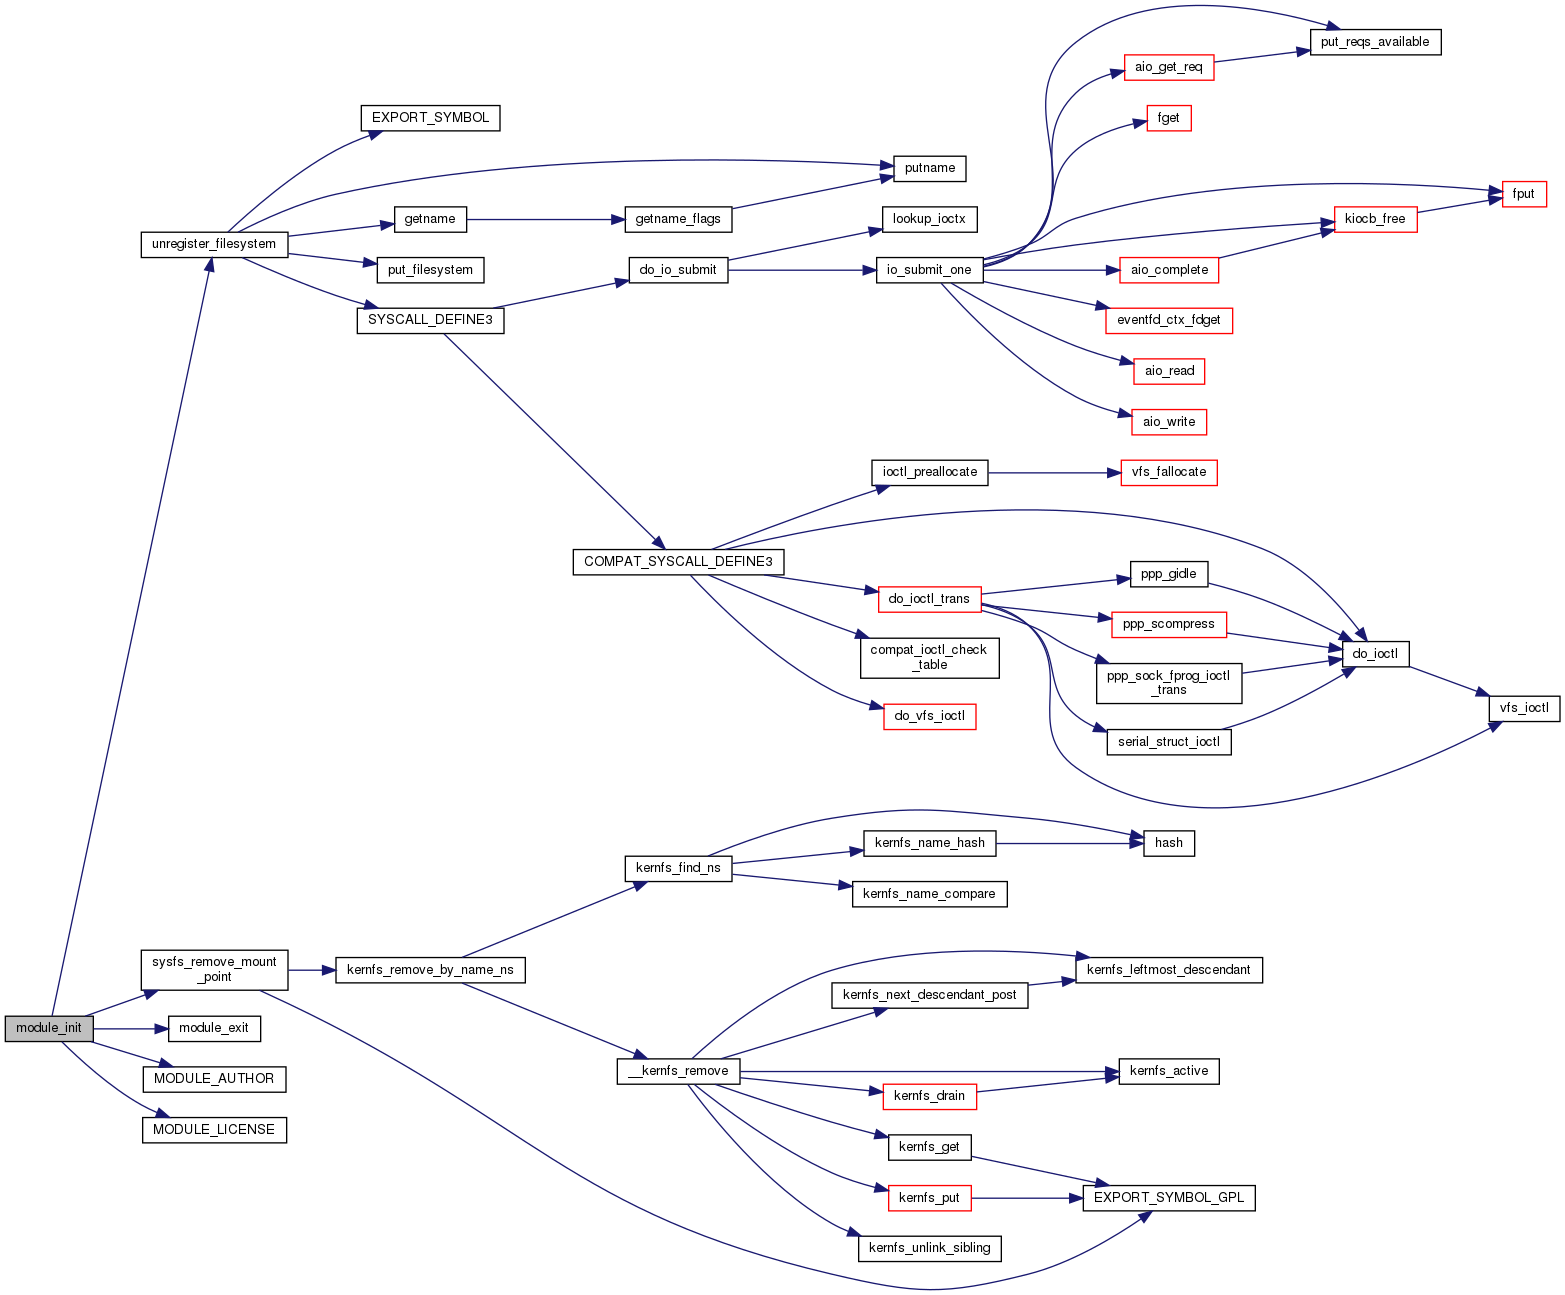 put_reqs_available
aio_get_req
EXPORT_SYMBOL
fget
putname
fput
getname
getname_flags
lookup_ioctx
kiocb_free
unregister_filesystem
put_filesystem
do_io_submit
io_submit_one
aio_complete
SYSCALL_DEFINE3
eventfd_ctx_fdget
aio_read
aio_write
ioctl_preallocate
vfs_fallocate
COMPAT_SYSCALL_DEFINE3
ppp_gidle
do_ioctl_trans
ppp_scompress
compat_ioctl_check
_table
do_ioctl
ppp_sock_fprog_ioctl
_trans
do_vfs_ioctl
vfs_ioctl
serial_struct_ioctl
kernfs_find_ns
kernfs_name_hash
hash
kernfs_name_compare
sysfs_remove_mount
_point
kernfs_remove_by_name_ns
kernfs_leftmost_descendant
kernfs_next_descendant_post
module_init
module_exit
MODULE_AUTHOR
__kernfs_remove
kernfs_active
kernfs_drain
MODULE_LICENSE
kernfs_get
kernfs_put
EXPORT_SYMBOL_GPL
kernfs_unlink_sibling